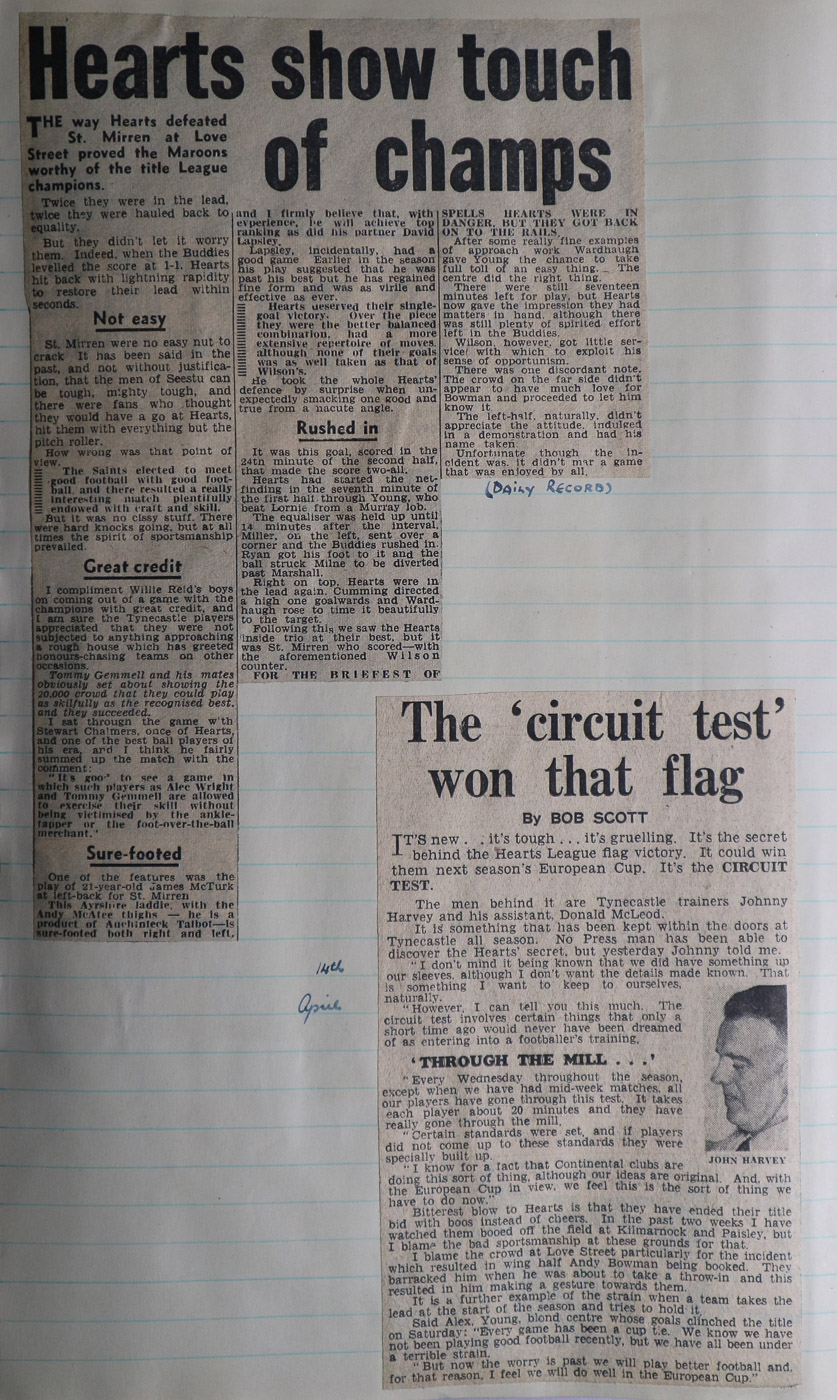 Hearts show touch
of champs
THE way Hearts defeated
St. Mirren at Love
Street proved the Maroons
worthy of the title League
champions.
Twice they were in the lead,
twice they were hauled back to
equality.
But they didn't let it worry
them. Indeed, when the Buddies
levelled the score at 1-1, Hearts
hit back with lightning rapidity
to restore their lead within
seconds.
Not easy
St. Mirren were no easy nut to
crack It has been said in the
past, and not without justifica-
tion, that the men of Seestu can
be tough, mighty tough, and
there were fans who thought
they would have a go at Hearts,
hit them with everything but the
pitch roller.
How wrong was that point of
view.
The Saints elected to meet
good football with good foot-
ball, and there resulted a really
interesting match plentifully
endowed with craft and skill.
But it was no cissy stuff. There
were hard knocks going, but at all
times the spirit of sportsmanship
prevailed.
Great credit
I compliment Willie Reid's boys
on coming out of a game with the
champions with great credit, and
I am sure the Tynecastle players
appreciated that they were not
subjected to anything approaching
a rough house which has greeted
honours-chasing teams on other
occasions.
Tommy Gemmell and his mates
obviously set about showing the
20,000 crowd that they could play
as skilfully as the recognised best,
and they succeeded.
I sat through the game with
Stewart Chalmers, once of Hearts,
and one of the best ball players of
his era, and I think he fairly
summed up the match with the
comment:
"It's good to see a game in
which such players as Alec Wright
and Tommy Gemmell are allowed
to exercise their skill without
being victimised by the ankle-
tapper or the foot-over-the-ball
merchant."
Sure-footed
One of the features was the
play of 21-year-old James McTurk
at left-back for St. Mirren
This Ayrshire laddie, with the
Andy McAtee thighs — he is a
product of Auchinleck Talbot—is
sure-footed both right and left,
and I firmly believe that, with
experience, he will achieve top
ranking as did his partner David
Lapsley.
Lapsley, incidentally, had a
good game Earlier in the season
his play suggested that he was
past his best but he has regained
fine form and was as virile and
effective as ever.
Hearts deserved their single-
goal victory. Over the piece
they were the better balanced
combination, had a more
extensive repertoire of moves,
although none of their goals
was as well taken as that of
Wilson's.
He took the whole Hearts'
defence by surprise when un-
expectedly smacking one good and
true from a nacute angle.
Rushed in
It was this goal, scored in the
24th minute of the second half,
that made the score two-all.
Hearts had started the net-
finding in the seventh minute of
the first half through Young, who
beat Lornie from a Murray lob.
The equaliser was held up until
14 minutes after the interval.
Miller, on the left, sent over a
corner and the Buddies rushed in.
Ryan got his foot to it and the
ball struck Milne to be diverted
past Marshall.
Right on top, Hearts were in
the lead again. Cumming directed
a high one goalwards and Ward-
haugh rose to time it beautifully
to the target.
Following this we saw the Hearts
inside trio at their best, but it
was St. Mirren who scored—with
the aforementioned Wilson
counter.
FOR THE BRIEFEST OF
SPELLS HEARTS WERE IN
DANGER, BUT THEY GOT BACK
ON TO THE RAILS.
After some really fine examples
of approach work Wardhaugh
gave Young the chance to take
full toll of an easy thing. The
centre did the right thing.
There were still seventeen
minutes left for play, but Hearts
now gave the impression they had
matters in hand, although there
was still plenty of spirited effort
left in the Buddies.
Wilson, however, got little ser-
vice with which to exploit his
sense of opportunism.
There was one discordant note.
The crowd on the far side didn't
appear to have much love for
Bowman and proceeded to let him
know it
The left-half, naturally, didn't
appreciate the attitude, indulged
in a demonstration and had his
name taken
Unfortunate though the in-
cident was, it didn't mar a game
that was enjoyed by all.
(DAILY RECORD)
The 'circuit test'
won that flag
By BOB SCOTT
IT'S new . . it's tough . . . it's gruelling. It's the secret
behind the Hearts League flag victory. It could win
them next season's European Cup. It's the CIRCUIT
TEST.
The men behind it are Tynecastle trainers Johnny
Harvey and his assistant, Donald McLeod.
It is something that has been kept within the doors at
Tynecastle all season. No Press man has been able to
discover the Hearts' secret, but yesterday Johnny told me.
"I don't mind it being known that we did have something up
our sleeves, although I don't want the details made known. That
is something I want to keep to ourselves,
naturally.
"However, I can tell you this much. The
circuit test involves certain things that only a
short time ago would never have been dreamed
of as entering into a footballer's training.
'THROUGH THE MILL . . .'
"Every Wednesday throughout the season,
except when we have had mid-week matches, all
our players have gone through this test. It takes
each player about 20 minutes and they have
really gone through the mill.
"Certain standards were set, and if players
did not come up to these standards they were
specially built up.
"I know for a fact that Continental clubs are
doing this sort of thing, although our ideas are original. And, with
the European Cup in view, we feel this is the sort of thing we
have to do now."
JOHN HARVEY
Bitterest blow to Hearts is that they have ended their title
bid with boos instead of cheers. In the past two weeks I have
watched them booed off the field at Kilmarnock and Paisley, but
I blame the bad sportsmanship at these grounds for that.
I blame the crowd at Love Street particularly for the incident
which resulted in wing half Andy Bowman being booked. They
barracked him when he was about to take a throw-in and this
resulted in him making a gesture towards them.
It is a further example of the strain when a team takes the
lead at the start of the season and tries to hold it.
Said Alex. Young, blond centre whose goals clinched the title
on Saturday: "Every game has been a cup tie. We know we have
not been playing good football recently, but we have all been under
a terrible strain.
"But now the worry is past we will play better football and,
for that reason, I feel we will do well in the European Cup."
14th
April